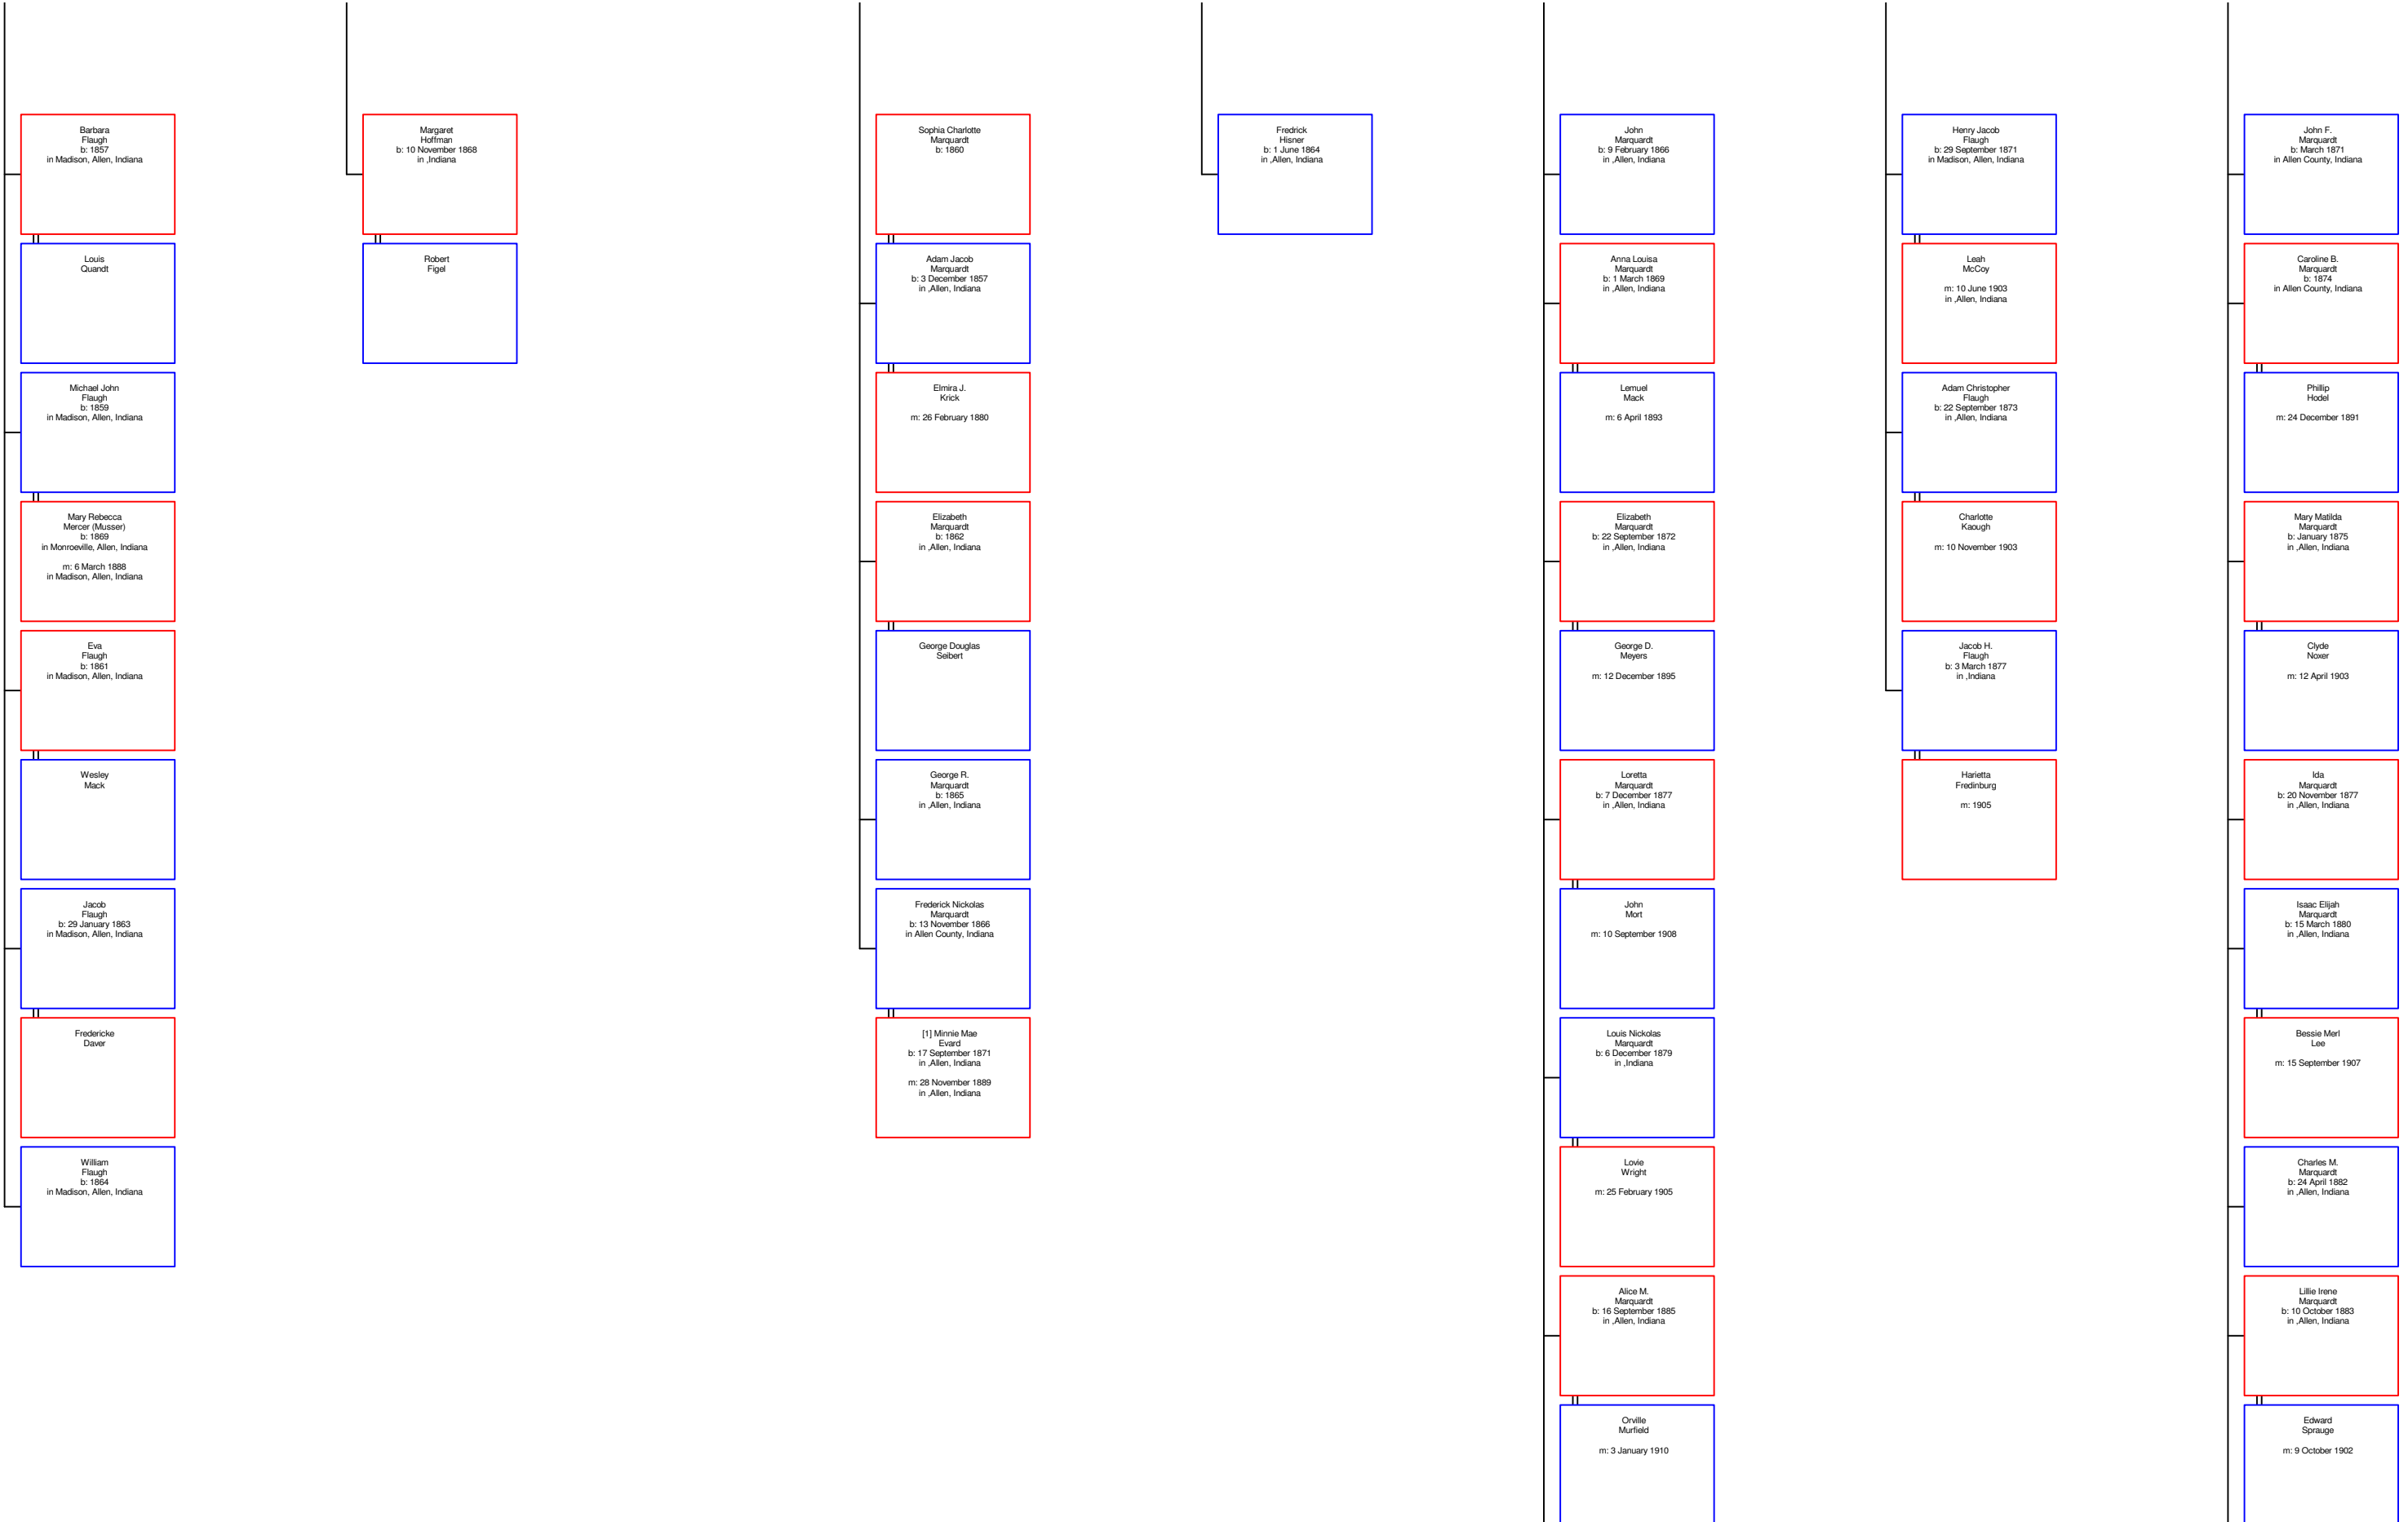 Barbara
Flaugh
b: 1857
in Madison, Allen, Indiana
Louis
Quandt
Michael John
Flaugh
b: 1859
in Madison, Allen, Indiana
Mary Rebecca
Mercer (Musser)
b: 1869
in Monroeville, Allen, Indiana
m: 6 March 1888
in Madison, Allen, Indiana
Eva
Flaugh
b: 1861
in Madison, Allen, Indiana
Wesley
Mack
Jacob
Flaugh
b: 29 January 1863
in Madison, Allen, Indiana
Fredericke
Daver
William
Flaugh
b: 1864
in Madison, Allen, Indiana
Margaret
Hoffman
b: 10 November 1868
in ,Indiana
Robert
Figel
Sophia Charlotte
Marquardt
b: 1860
Adam Jacob
Marquardt
b: 3 December 1857
in ,Allen, Indiana
Elmira J.
Krick
m: 26 February 1880
Elizabeth
Marquardt
b: 1862
in ,Allen, Indiana
George Douglas
Seibert
George R.
Marquardt
b: 1865
in ,Allen, Indiana
Frederick Nickolas
Marquardt
b: 13 November 1866
in Allen County, Indiana
[1] Minnie Mae
Evard
b: 17 September 1871
in ,Allen, Indiana
m: 28 November 1889
in ,Allen, Indiana
Fredrick
Hisner
b: 1 June 1864
in ,Allen, Indiana
John
Marquardt
b: 9 February 1866
in ,Allen, Indiana
Anna Louisa
Marquardt
b: 1 March 1869
in ,Allen, Indiana
Lemuel
Mack
m: 6 April 1893
Elizabeth
Marquardt
b: 22 September 1872
in ,Allen, Indiana
George D.
Meyers
m: 12 December 1895
Loretta
Marquardt
b: 7 December 1877
in ,Allen, Indiana
John
Mort
m: 10 September 1908
Louis Nickolas
Marquardt
b: 6 December 1879
in ,Indiana
Lovie
Wright
m: 25 February 1905
Alice M.
Marquardt
b: 16 September 1885
in ,Allen, Indiana
Orville
Murfield
m: 3 January 1910
Henry Jacob
Flaugh
b: 29 September 1871
in Madison, Allen, Indiana
Leah
McCoy
m: 10 June 1903
in ,Allen, Indiana
Adam Christopher
Flaugh
b: 22 September 1873
in ,Allen, Indiana
Charlotte
Kaough
m: 10 November 1903
Jacob H.
Flaugh
b: 3 March 1877
in ,Indiana
Harietta
Fredinburg
m: 1905
John F.
Marquardt
b: March 1871
in Allen County, Indiana
Caroline B.
Marquardt
b: 1874
in Allen County, Indiana
Phillip
Hodel
m: 24 December 1891
Mary Matilda
Marquardt
b: January 1875
in ,Allen, Indiana
Clyde
Noxer
m: 12 April 1903
Ida
Marquardt
b: 20 November 1877
in ,Allen, Indiana
Isaac Elijah
Marquardt
b: 15 March 1880
in ,Allen, Indiana
Bessie Merl
Lee
m: 15 September 1907
Charles M.
Marquardt
b: 24 April 1882
in ,Allen, Indiana
Lillie Irene
Marquardt
b: 10 October 1883
in ,Allen, Indiana
Edward
Sprauge
m: 9 October 1902